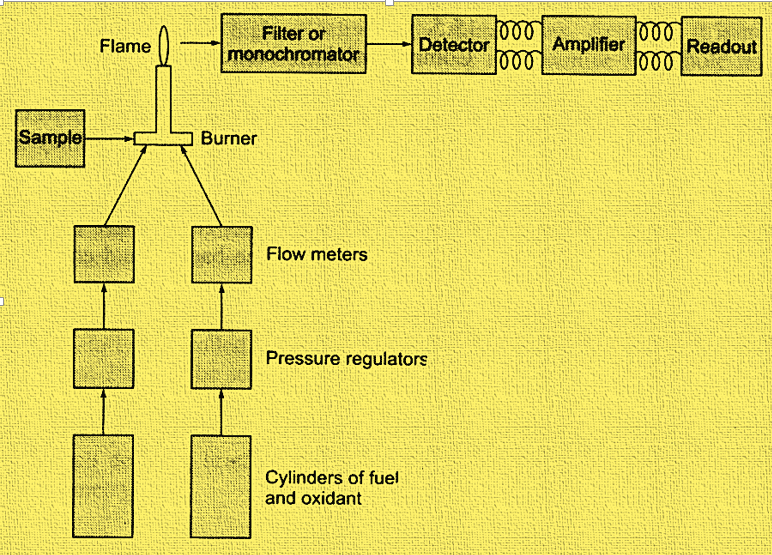 Flame
Filter or
monochromator
Detector
Amplifier
Readout
Sample
Burner
Flow meters
Pressure regulators
Cylinders of fuel
and oxidant